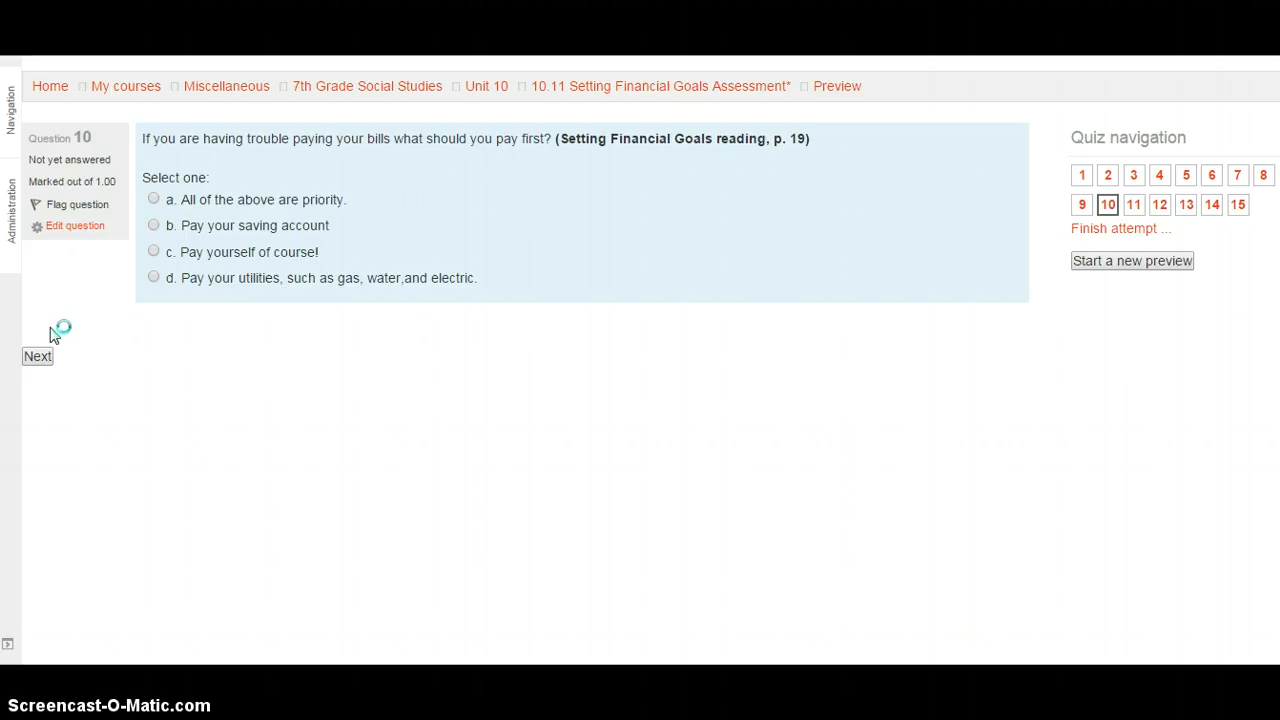 Home My courses Miscellaneous 7th Grade Social Studies Unit 10 10.11 Setting Financial Goals Assessment* Preview
Navigation
Administration
Question 10
Not yet answered
Marked out of 1.00
Flag question
Edit question
If you are having trouble paying your bills what should you pay first? (Setting Financial Goals reading, p. 19)
Select one:
a. All of the above are priority.
b. Pay your saving account
c. Pay yourself of course!
d. Pay your utilities, such as gas, water,and electric.
Next
Quiz navigation
1 2 3 4 5 6 7 8
9 10 11 12 13 14 15
Finish attempt ...
Start a new preview
Screencast-O-Matic.com